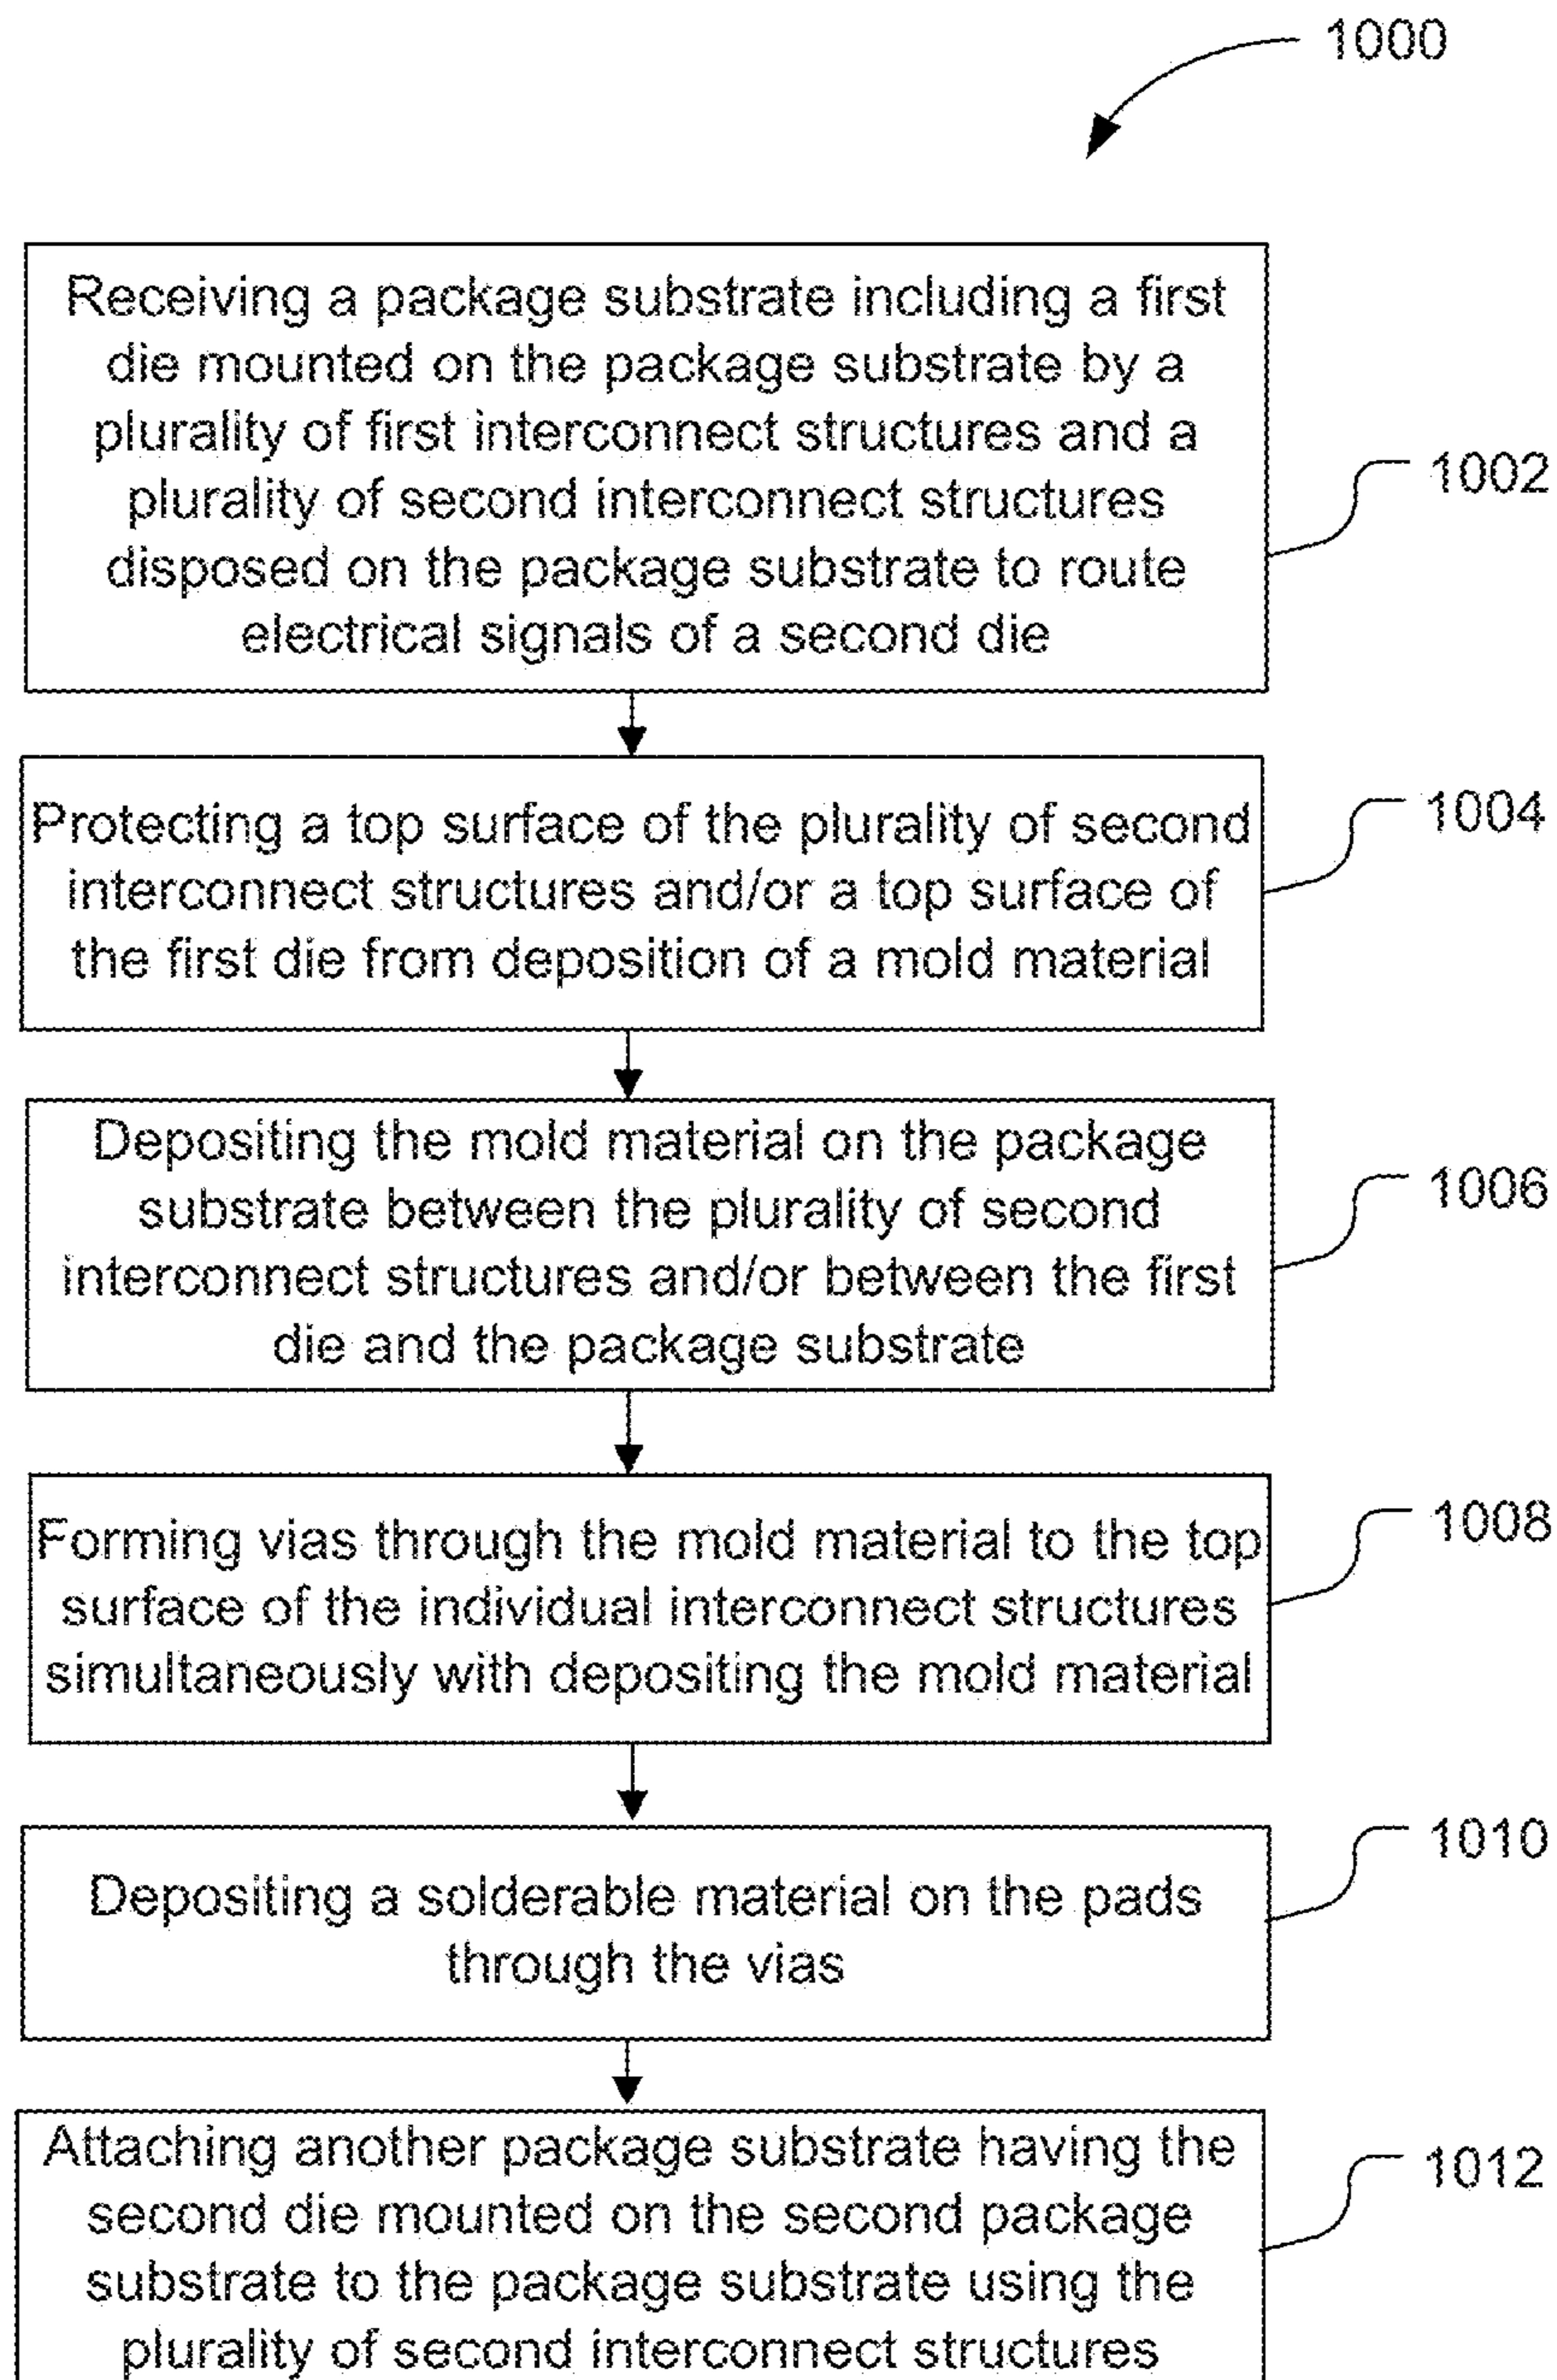 1000
Receiving a package substrate including a first
die mounted on the package substrate by a
plurality of first interconnect structures and a
plurality of second interconnect structures
disposed on the package substrate to route
electrical signals of a second die
1002
Protecting a top surface of the plurality of second
interconnect structures and/or a top surface of
the first die from deposition of a mold material
1004
Depositing the mold material on the package
substrate between the plurality of second
interconnect structures and/or between the first
die and the package substrate
1006
Forming vias through the mold material to the top
surface of the individual interconnect structures
simultaneously with depositing the mold material
1008
Depositing a solderable material on the pads
through the vias
1010
Attaching another package substrate having the
second die mounted on the second package
substrate to the package substrate using the
plurality of second interconnect structures
1012